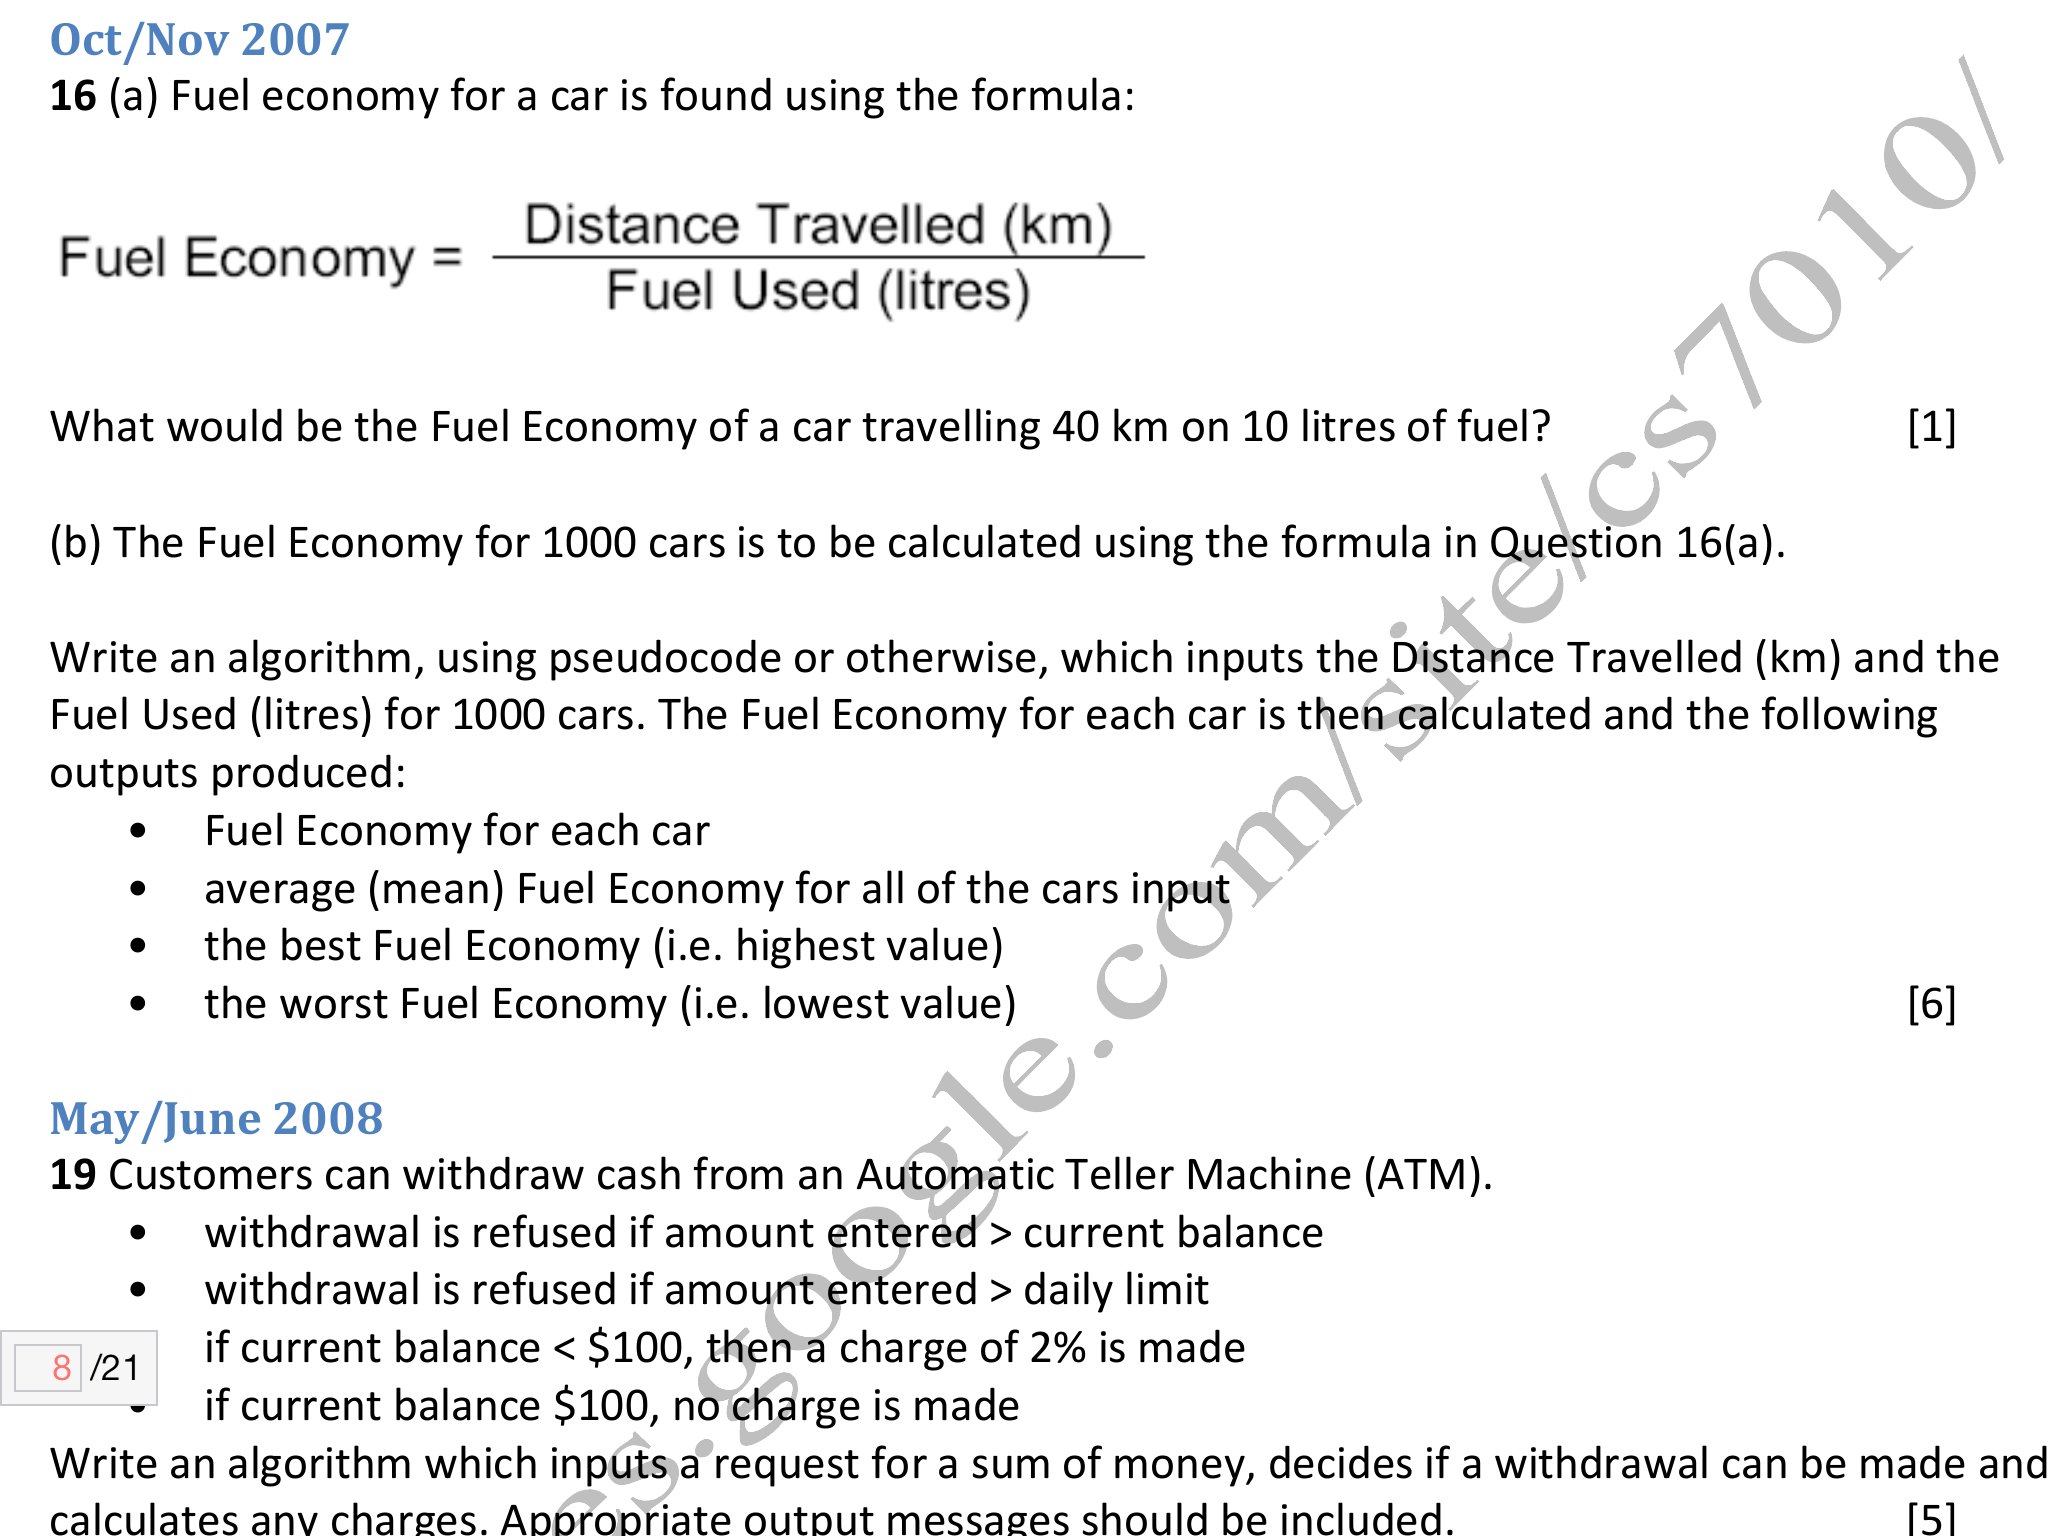 Oct/Nov 2007
16 (a) Fuel economy for a car is found using the formula:
Fuel Economy = Distance Travelled (km)
Fuel Used (litres)
What would be the Fuel Economy of a car travelling 40 km on 10 litres of fuel? [1]
(b) The Fuel Economy for 1000 cars is to be calculated using the formula in Question 16(a).
Write an algorithm, using pseudocode or otherwise, which inputs the Distance Travelled (km) and the
Fuel Used (litres) for 1000 cars. The Fuel Economy for each car is then calculated and the following
outputs produced:
• Fuel Economy for each car
• average (mean) Fuel Economy for all of the cars input
• the best Fuel Economy (i.e. highest value)
• the worst Fuel Economy (i.e. lowest value) [6]
May/June 2008
19 Customers can withdraw cash from an Automatic Teller Machine (ATM).
• withdrawal is refused if amount entered > current balance
• withdrawal is refused if amount entered > daily limit
if current balance < $100, then a charge of 2% is made
• if current balance $100, no charge is made
Write an algorithm which inputs a request for a sum of money, decides if a withdrawal can be made and
calculates any charges. Appropriate output messages should be included. [5]
8 /21
es.google.com/site/cs7010/